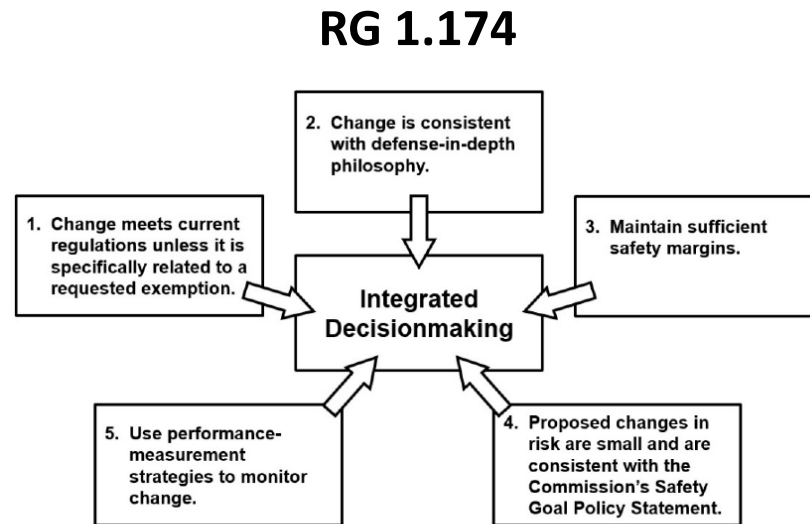 RG 1.174
2. Change is consistent
with defense-in-depth
philosophy.
1. Change meets current
regulations unless it is
specifically related to a
requested exemption.
3. Maintain sufficient
safety margins.
Integrated
Decisionmaking
5. Use performance-
measurement
strategies to monitor
change.
4. Proposed changes in
risk are small and are
consistent with the
Commission's Safety
Goal Policy Statement.